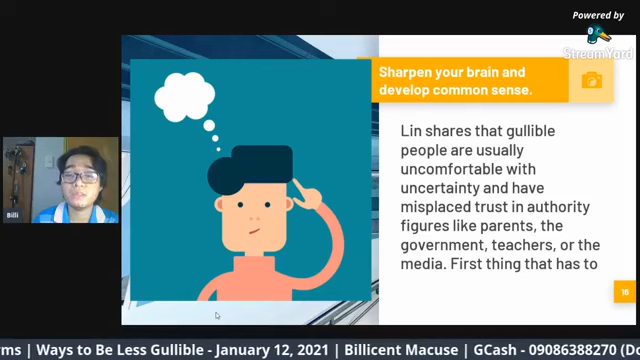 Powered by
StreamYard
Sharpen your brain and
develop common sense.
Lin shares that gullible
people are usually
uncomfortable with
uncertainty and have
misplaced trust in authority
figures like parents, the
government, teachers, or the
media. First thing that has to
Billi
18
ms | Ways to Be Less Gullible - January 12, 2021 | Billicent Macuse | GCash - 09086388270 (Do